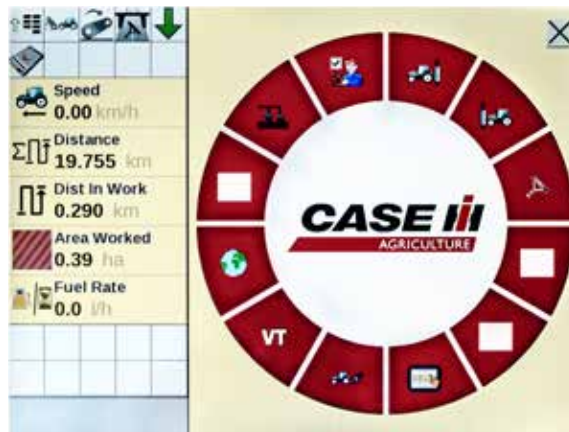 Speed
0.00 km/h
Distance
19.755 km
Dist In Work
0.290 km
Area Worked
0.39 ha
Fuel Rate
0.0 l/h
CASE IH
AGRICULTURE
VT